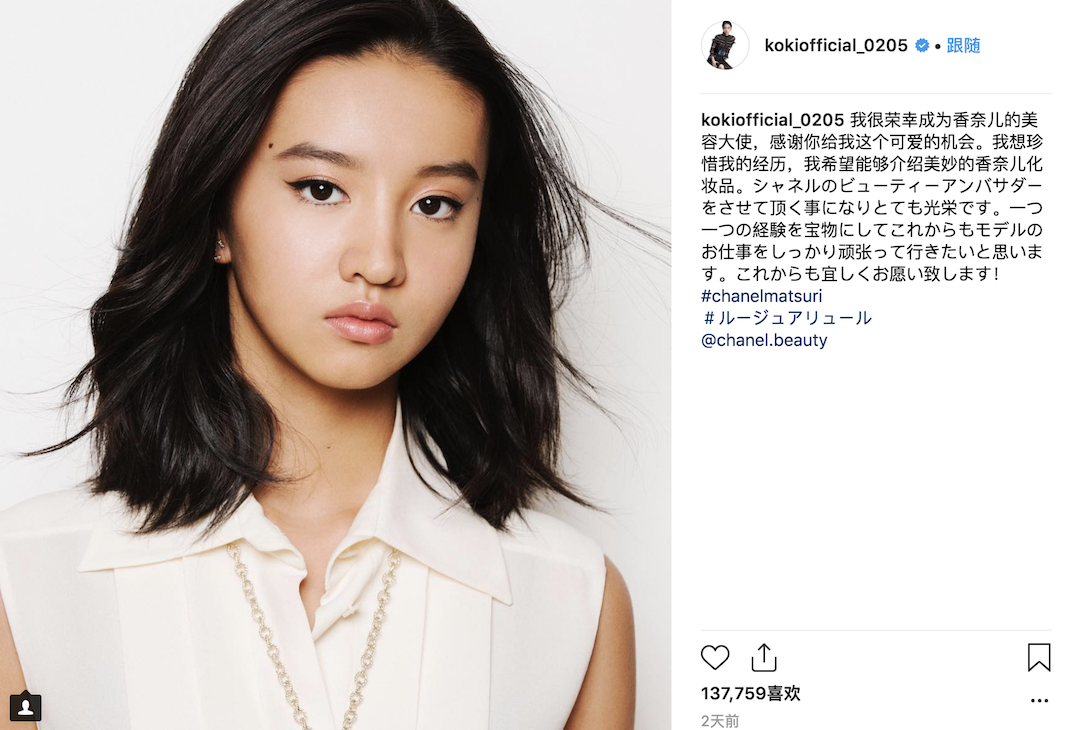 kokiofficial_0205 • 跟随
kokiofficial_0205 我很荣幸成为香奈儿的美
容大使，感谢你给我这个可爱的机会。我想珍
惜我的经历，我希望能够介绍美妙的香奈儿化
妆品。シャネルのビューティーアンバサダー
をさせて頂く事になりとても光栄です。一つ
一つの経験を宝物にしてこれからもモデルの
お仕事をしっかり頑張って行きたいと思いま
す。これからも宜しくお願い致します！
#chanelmatsuri
＃ルージュアリュール
@chanel.beauty
137,759喜欢
2天前